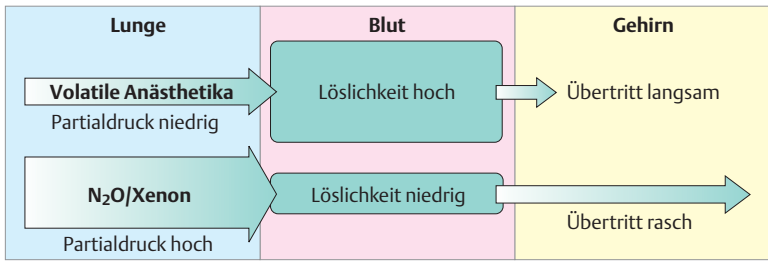 Lunge
Blut
Gehirn
Volatile Anästhetika
Partialdruck niedrig
Löslichkeit hoch
Übertritt langsam
N₂O/Xenon
Partialdruck hoch
Löslichkeit niedrig
Übertritt rasch